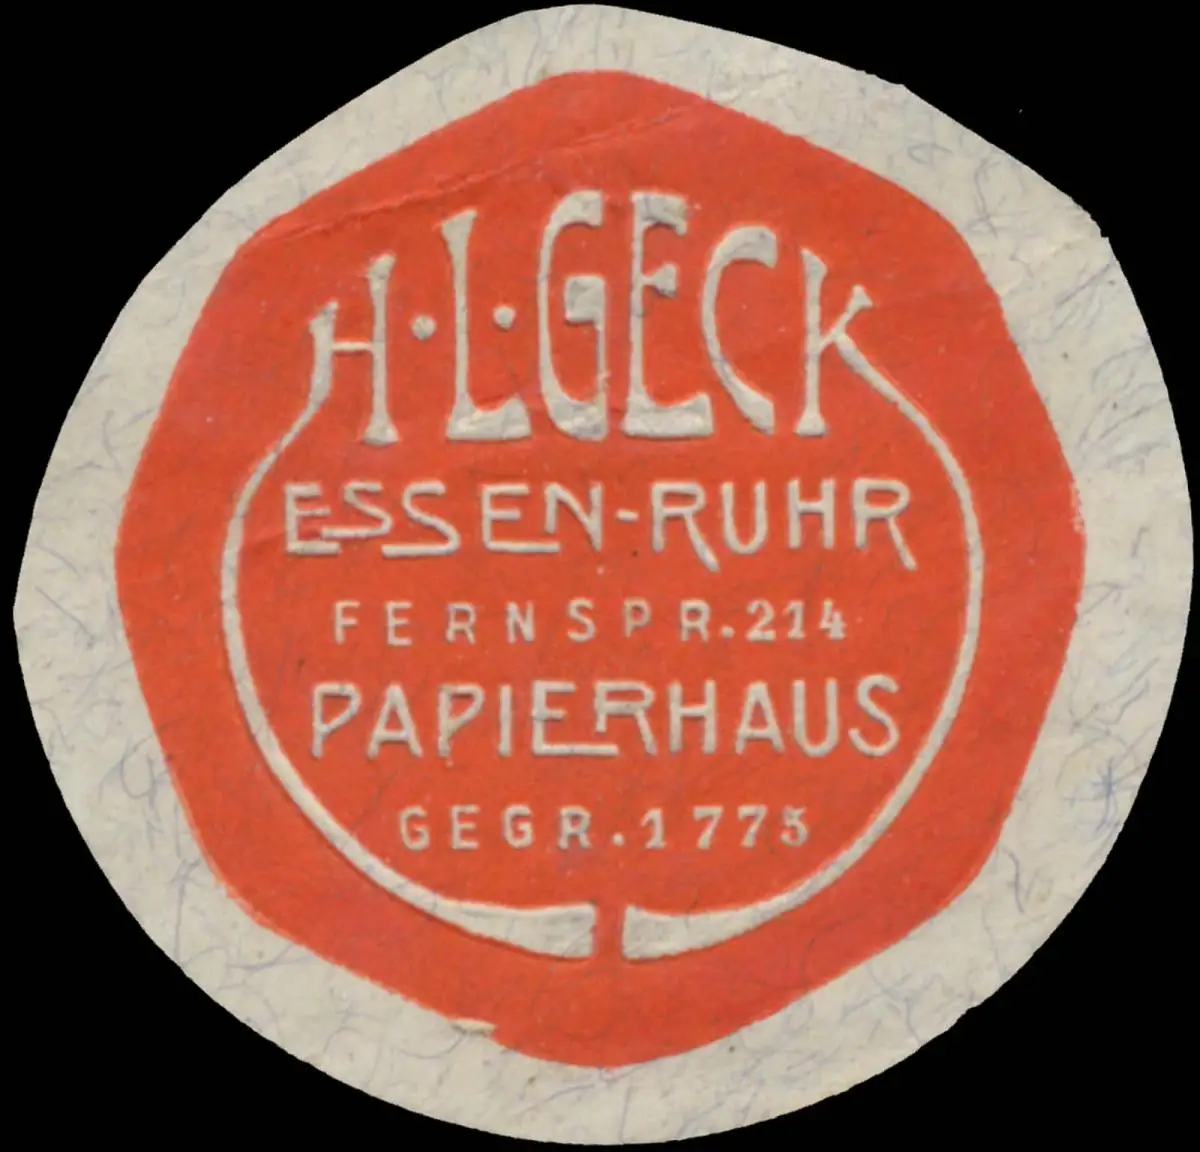 H·L·GECK
ESSEN-RUHR
FERNSPR.214
PAPIERHAUS
GEGR.1775